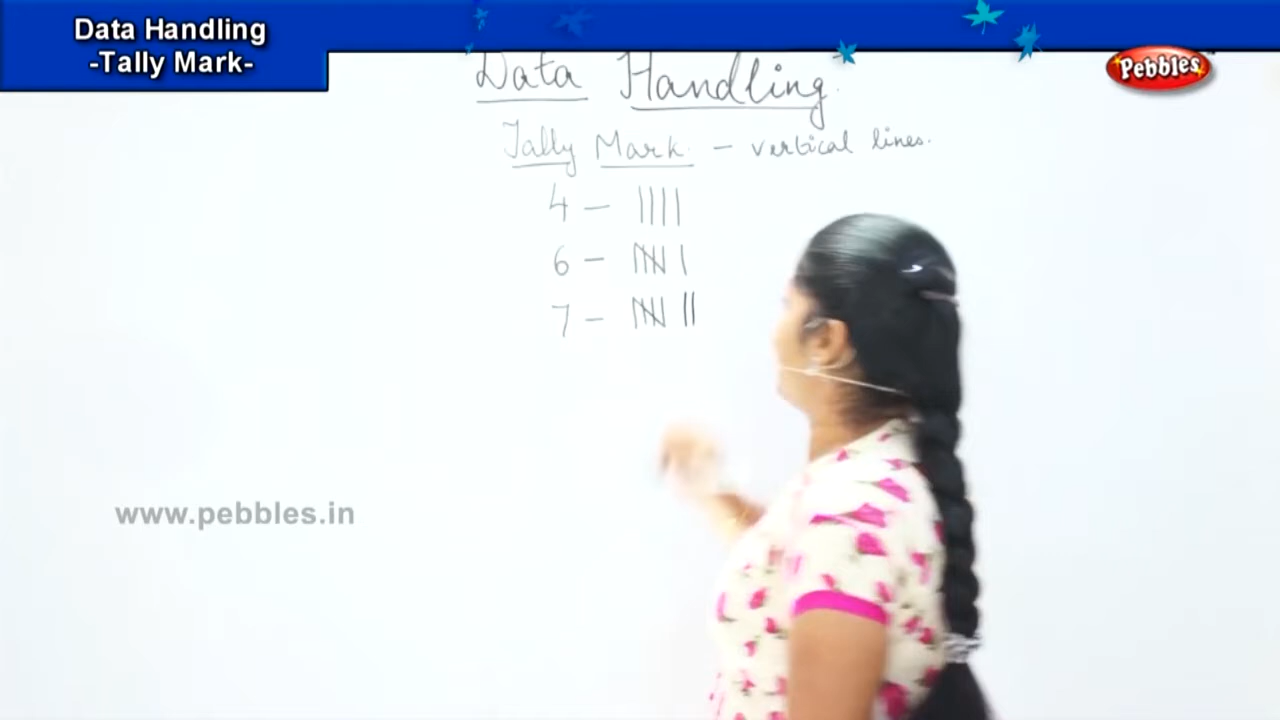 Data Handling
-Tally Mark-
Pebbles
Data Handling
Tally Mark - vertical lines.
4 - ||||
6 - 𝍸 |
7 - 𝍸 ||
www.pebbles.in